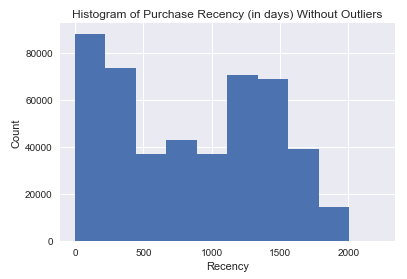 Histogram of Purchase Recency (in days) Without Outliers
80000
60000
40000
20000
0
Count
0 500 1000 1500 2000
Recency